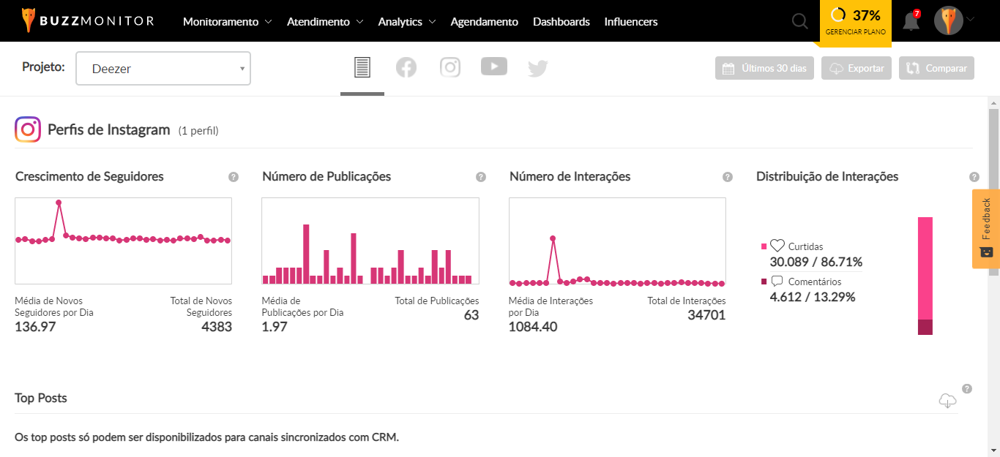 BUZZMONITOR
Monitoramento
Atendimento
Analytics
Agendamento
Dashboards
Influencers
37%
GERENCIAR PLANO
7
Projeto:
Deezer
Últimos 30 dias
Exportar
Comparar
Perfis de Instagram (1 perfil)
Crescimento de Seguidores
?
Média de Novos
Seguidores por Dia
136.97
Total de Novos
Seguidores
4383
Número de Publicações
?
Média de
Publicações por Dia
1.97
Total de Publicações
63
Número de Interações
?
Média de Interações
por Dia
1084.40
Total de Interações
34701
Distribuição de Interações
?
Curtidas
30.089 / 86.71%
Comentários
4.612 / 13.29%
Feedback
Top Posts
?
Os top posts só podem ser disponibilizados para canais sincronizados com CRM.